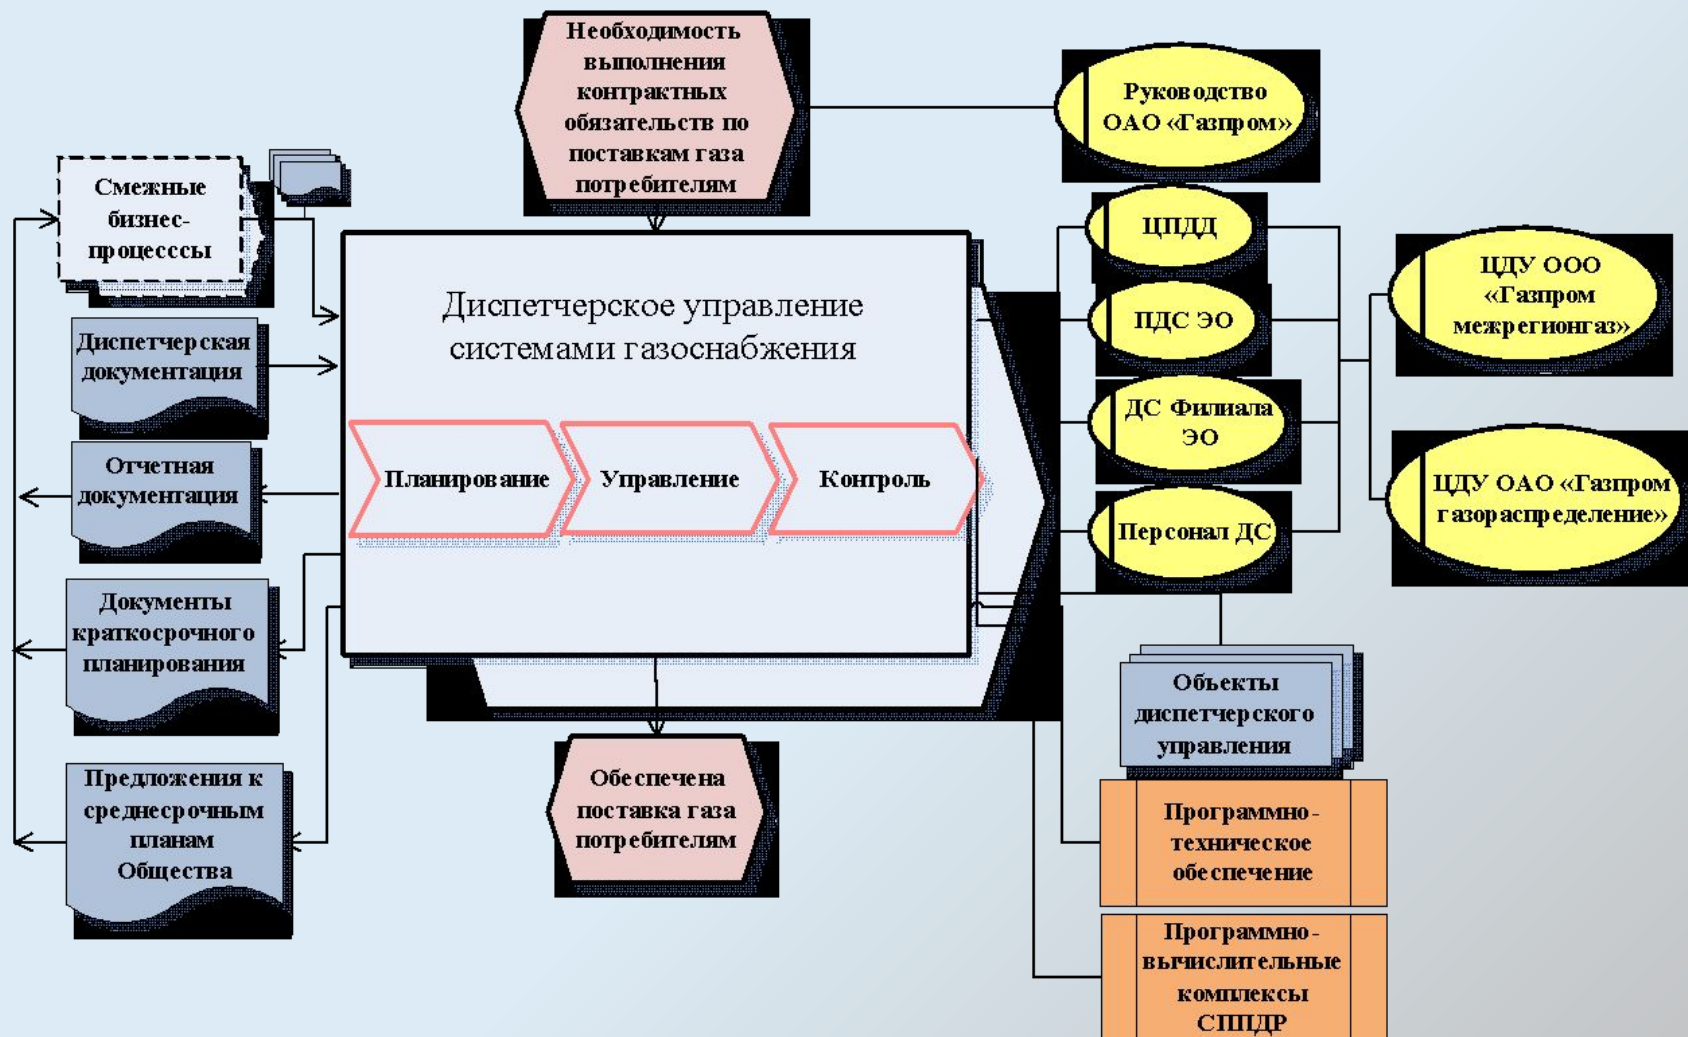 Необходимость
выполнения
контрактных
обязательств по
поставкам газа
потребителям
Руководство
ОАО «Газпром»
Смежные
бизнес-
процесссы
ЦПДД
ЦДУ ООО
«Газпром
межрегионгаз»
Диспетчерское управление
системами газоснабжения
Диспетчерская
документация
ПДС ЭО
ДС Филиала
ЭО
Отчетная
документация
Планирование
Управление
Контроль
ЦДУ ОАО «Газпром
газораспределение»
Персонал ДС
Документы
краткосрочного
планирования
Объекты
диспетчерского
управления
Предложения к
среднесрочным
планам
Общества
Обеспечена
поставка газа
потребителям
Программно-
техническое
обеспечение
Программно-
вычислительные
комплексы
СППДР